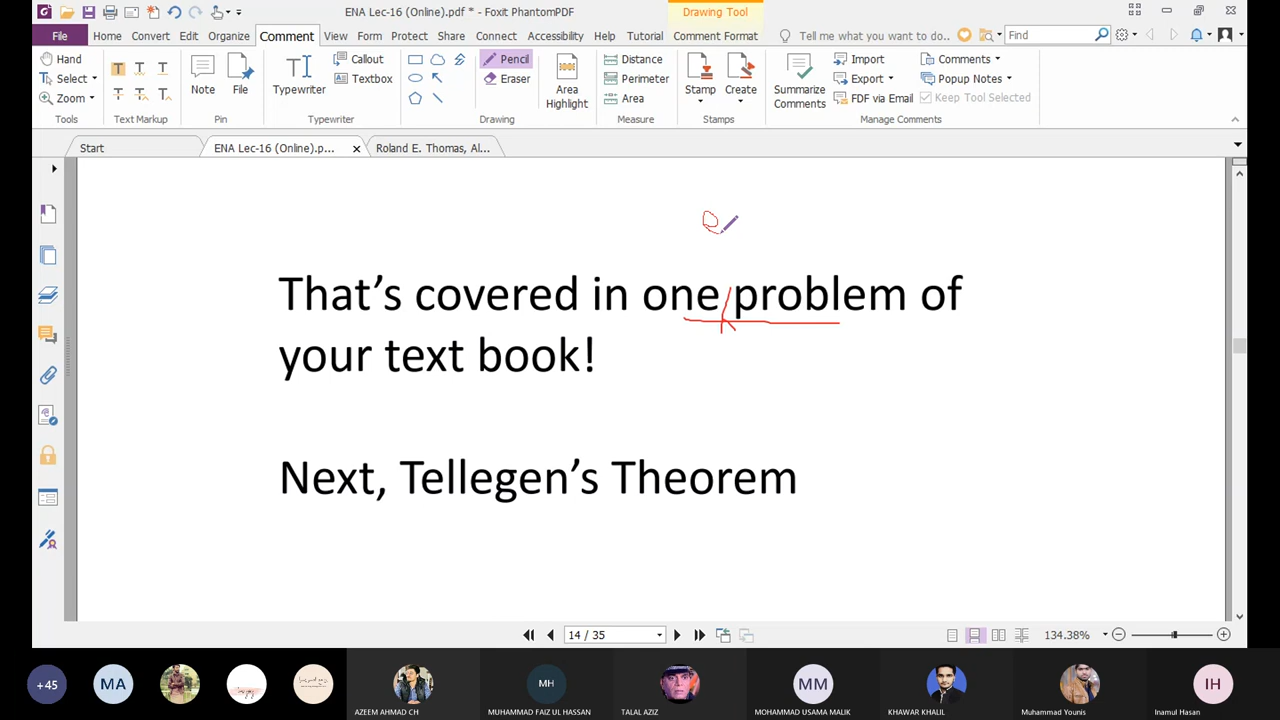 ENA Lec-16 (Online).pdf * - Foxit PhantomPDF
Drawing Tool
File Home Convert Edit Organize Comment View Form Protect Share Connect Accessibility Help Tutorial Comment Format Tell me what you want to do.. Find
Hand
Select
Zoom
Tools
Text Markup
Note
File
Pin
Typewriter
Callout
Textbox
Typewriter
Pencil
Eraser
Area
Highlight
Drawing
Distance
Perimeter
Area
Measure
Stamp
Create
Stamps
Summarize
Comments
Import
Export
FDF via Email
Comments
Popup Notes
Keep Tool Selected
Manage Comments
Start
ENA Lec-16 (Online).p...
Roland E. Thomas, Al...
That's covered in one problem of
your text book!
Next, Tellegen's Theorem
14 / 35
134.38%
+45
MA
MH
MM
IH
AZEEM AHMAD CH
MUHAMMAD FAIZ UL HASSAN
TALAL AZIZ
MOHAMMAD USAMA MALIK
KHAWAR KHALIL
Muhammad Younis
Inamul Hasan